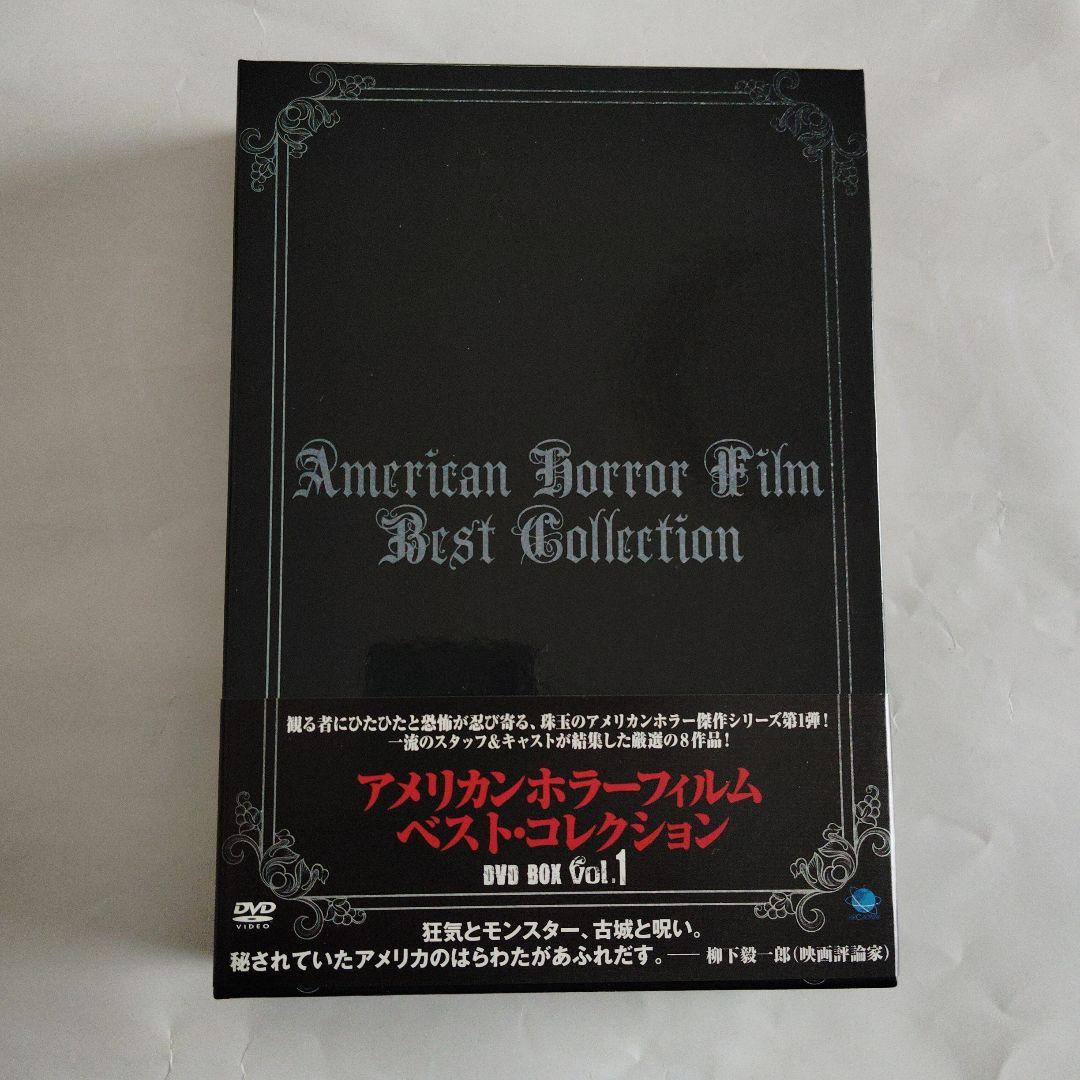 American Horror Film
Best Collection
観る者にひたひたと恐怖が忍び寄る、珠玉のアメリカンホラー傑作シリーズ第1弾!
一流のスタッフ&キャストが結集した厳選の8作品!
アメリカンホラーフィルム
ベスト・コレクション
DVD BOX Vol.1
DVD
VIDEO
狂気とモンスター、古城と呪い。
秘されていたアメリカのはらわたがあふれだす。── 柳下毅一郎(映画評論家)